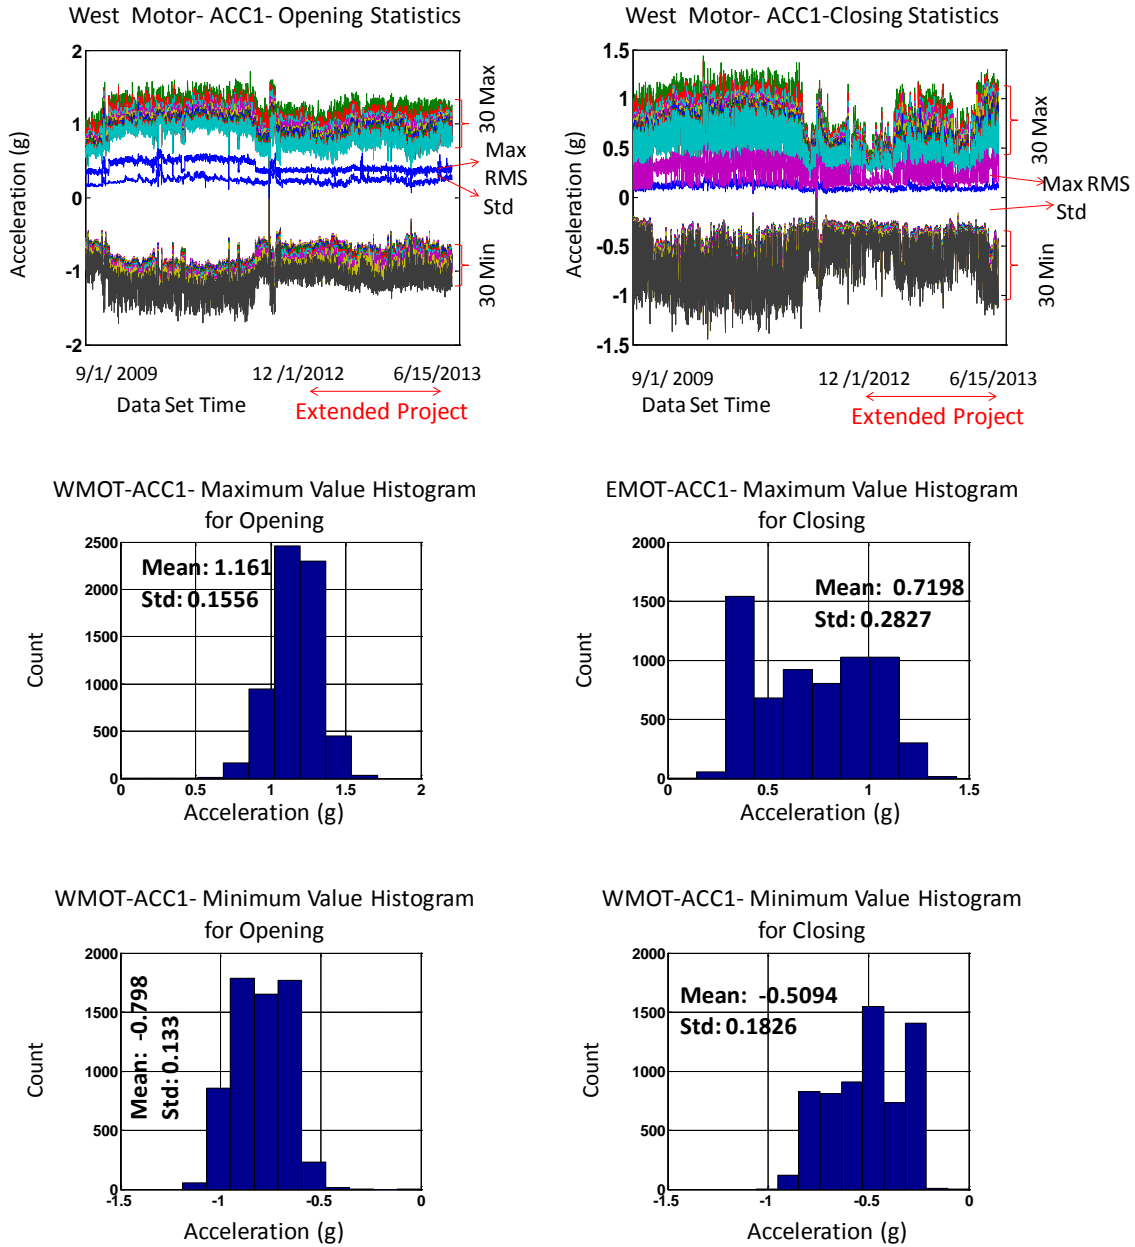 West Motor- ACC1- Opening Statistics
2
1
0
-1
-2
Acceleration (g)
30 Max
Max
RMS
Std
30 Min
9/1/ 2009
12 /1/2012
6/15/2013
Data Set Time
Extended Project
West Motor- ACC1-Closing Statistics
1.5
1
0.5
0
-0.5
-1
-1.5
Acceleration (g)
30 Max
Max RMS
Std
30 Min
9/1/ 2009
12 /1/2012
6/15/2013
Data Set Time
Extended Project
WMOT-ACC1- Maximum Value Histogram
for Opening
2500
2000
1500
1000
500
0
Count
Mean: 1.161
Std: 0.1556
0
0.5
1
1.5
2
Acceleration (g)
EMOT-ACC1- Maximum Value Histogram
for Closing
2000
1500
1000
500
0
Count
Mean: 0.7198
Std: 0.2827
0
0.5
1
1.5
Acceleration (g)
WMOT-ACC1- Minimum Value Histogram
for Opening
2000
1500
1000
500
0
Count
Mean: -0.798
Std: 0.133
-1.5
-1
-0.5
0
Acceleration (g)
WMOT-ACC1- Minimum Value Histogram
for Closing
2000
1500
1000
500
0
Count
Mean: -0.5094
Std: 0.1826
-1.5
-1
-0.5
0
Acceleration (g)